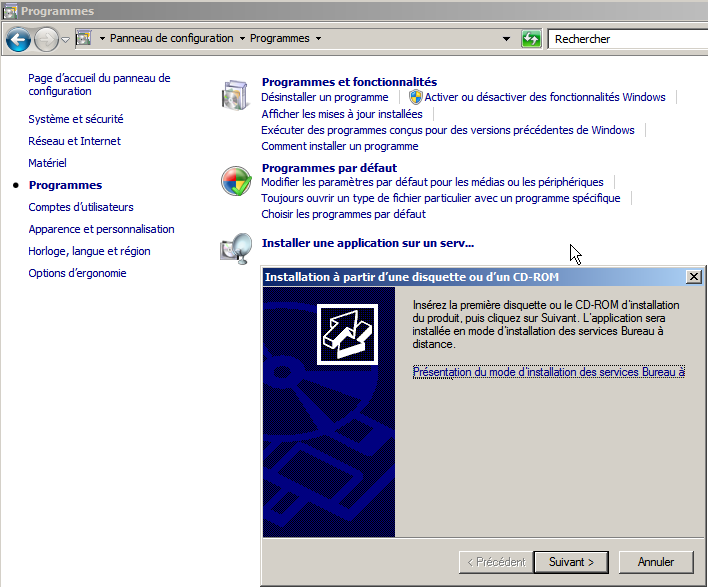 Programmes
Panneau de configuration Programmes
Rechercher
Page d'accueil du panneau de
configuration
Système et sécurité
Réseau et Internet
Matériel
Programmes
Comptes d'utilisateurs
Apparence et personnalisation
Horloge, langue et région
Options d'ergonomie
Programmes et fonctionnalités
Désinstaller un programme
Activer ou désactiver des fonctionnalités Windows
Afficher les mises à jour installées
Exécuter des programmes conçus pour des versions précédentes de Windows
Comment installer un programme
Programmes par défaut
Modifier les paramètres par défaut pour les médias ou les périphériques
Toujours ouvrir un type de fichier particulier avec un programme spécifique
Choisir les programmes par défaut
Installer une application sur un serv...
Installation à partir d'une disquette ou d'un CD-ROM
Insérez la première disquette ou le CD-ROM d'installation
du produit, puis cliquez sur Suivant. L'application sera
installée en mode d'installation des services Bureau à
distance.
Présentation du mode d'installation des services Bureau à
< Précédent
Suivant >
Annuler